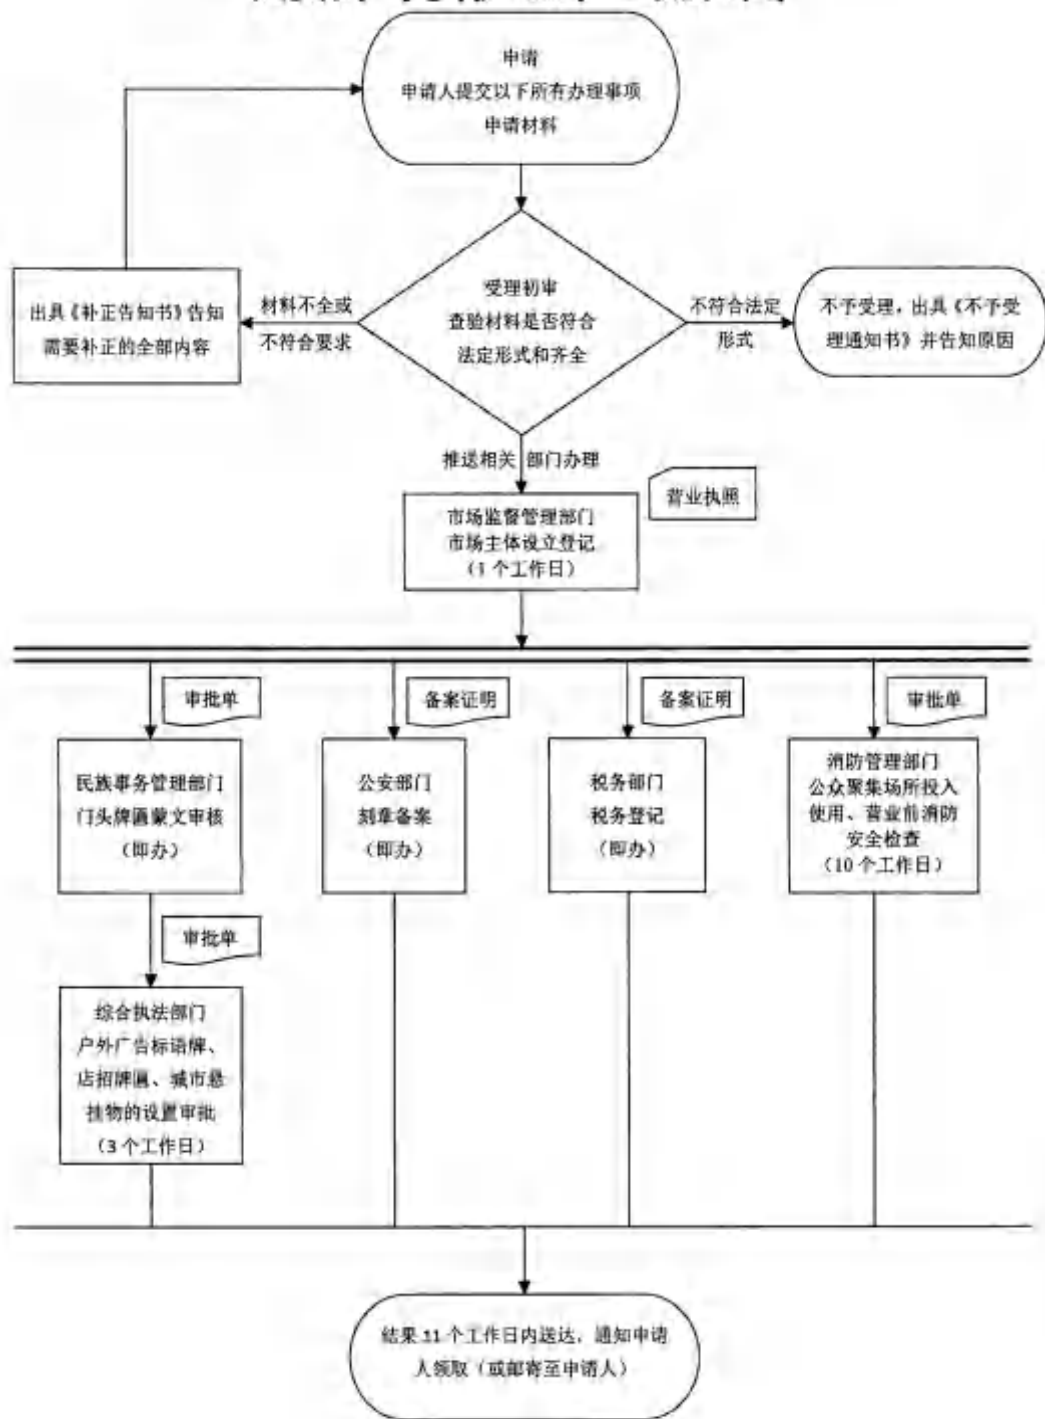 申请
申请人提交以下所有办理事项
申请材料
受理初审
查验材料是否符合
法定形式和齐全
材料不全或
不符合要求
出具《补正告知书》告知
需要补正的全部内容
不符合法定
形式
不予受理，出具《不予受
理通知书》并告知原因
推送相关 部门办理
营业执照
市场监督管理部门
市场主体设立登记
（1个工作日）
审批单
备案证明
备案证明
审批单
民族事务管理部门
门头牌匾蒙文审核
（即办）
公安部门
刻章备案
（即办）
税务部门
税务登记
（即办）
消防管理部门
公众聚集场所投入
使用、营业前消防
安全检查
（10个工作日）
审批单
综合执法部门
户外广告标语牌、
店招牌匾、城市悬
挂物的设置审批
（3个工作日）
结果11个工作日内送达，通知申请
人领取（或邮寄至申请人）